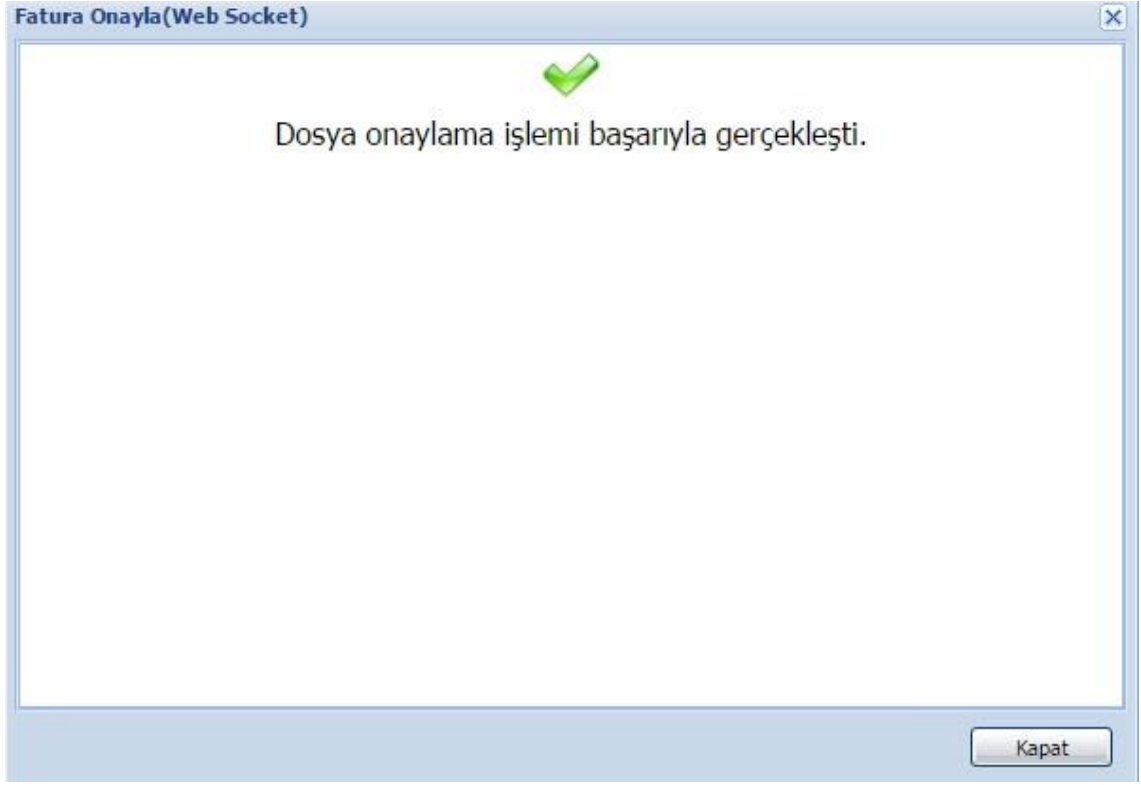 Fatura Onayla(Web Socket)
Dosya onaylama işlemi başarıyla gerçekleşti.
Kapat